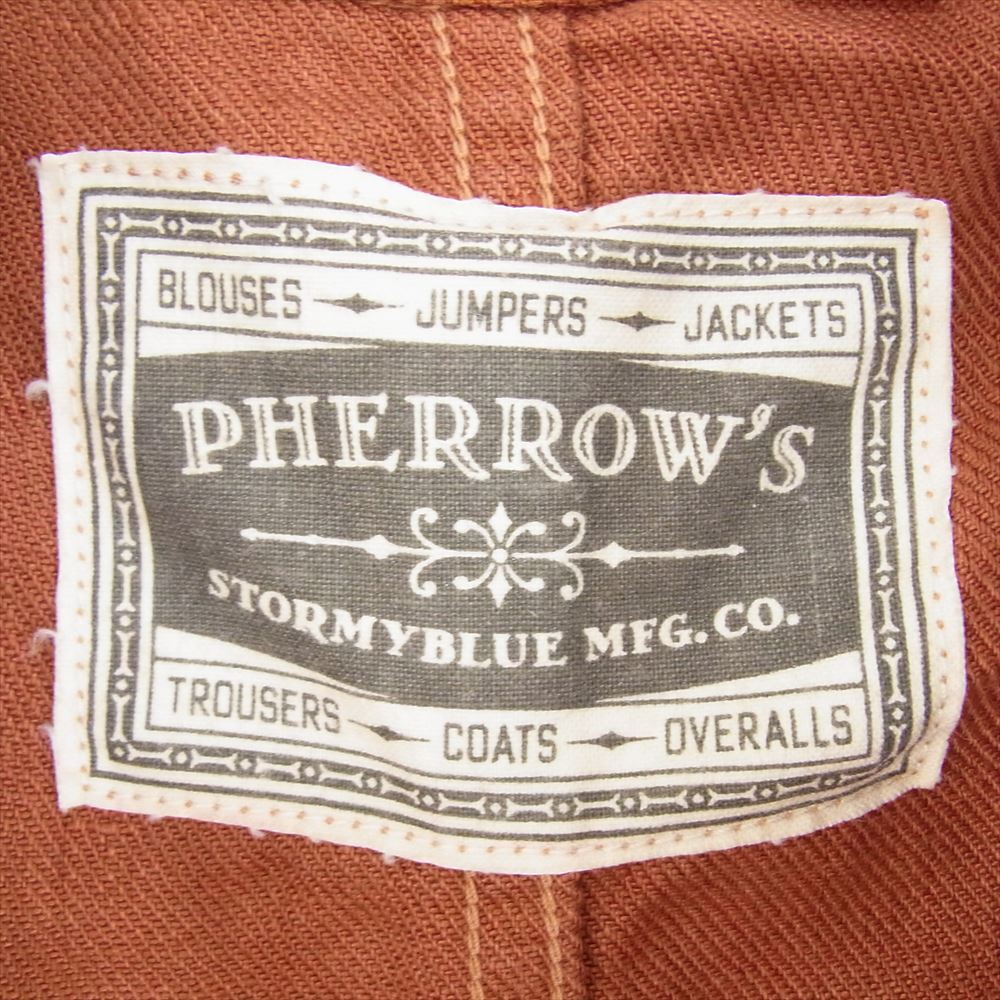 BLOUSES JUMPERS JACKETS
PHERROW'S
STORMYBLUE MFG. CO.
TROUSERS COATS OVERALLS